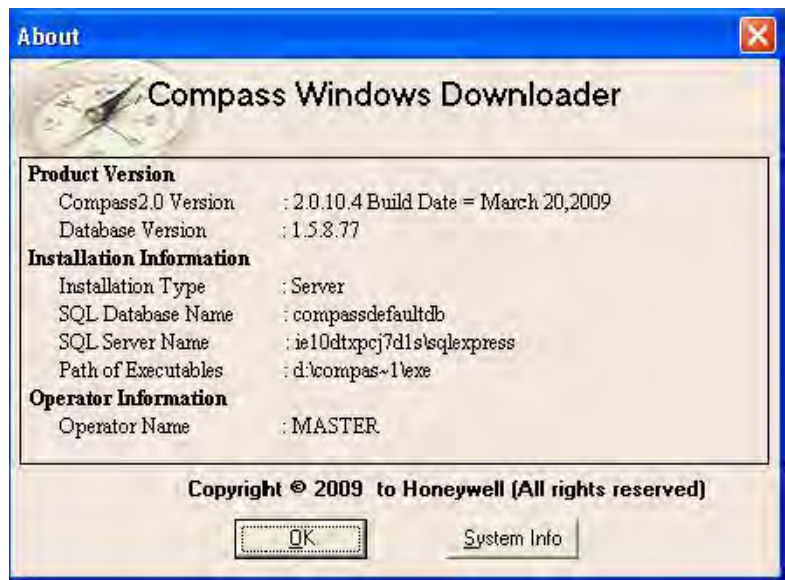 About
Compass Windows Downloader
Product Version
Compass2.0 Version : 2.0.10.4 Build Date = March 20,2009
Database Version : 1.5.8.77
Installation Information
Installation Type : Server
SQL Database Name : compassdefaultdb
SQL Server Name : ie10dtxpcj7d1s\sqlexpress
Path of Executables : d:\compas~1\exe
Operator Information
Operator Name : MASTER
Copyright © 2009 to Honeywell (All rights reserved)
OK System Info